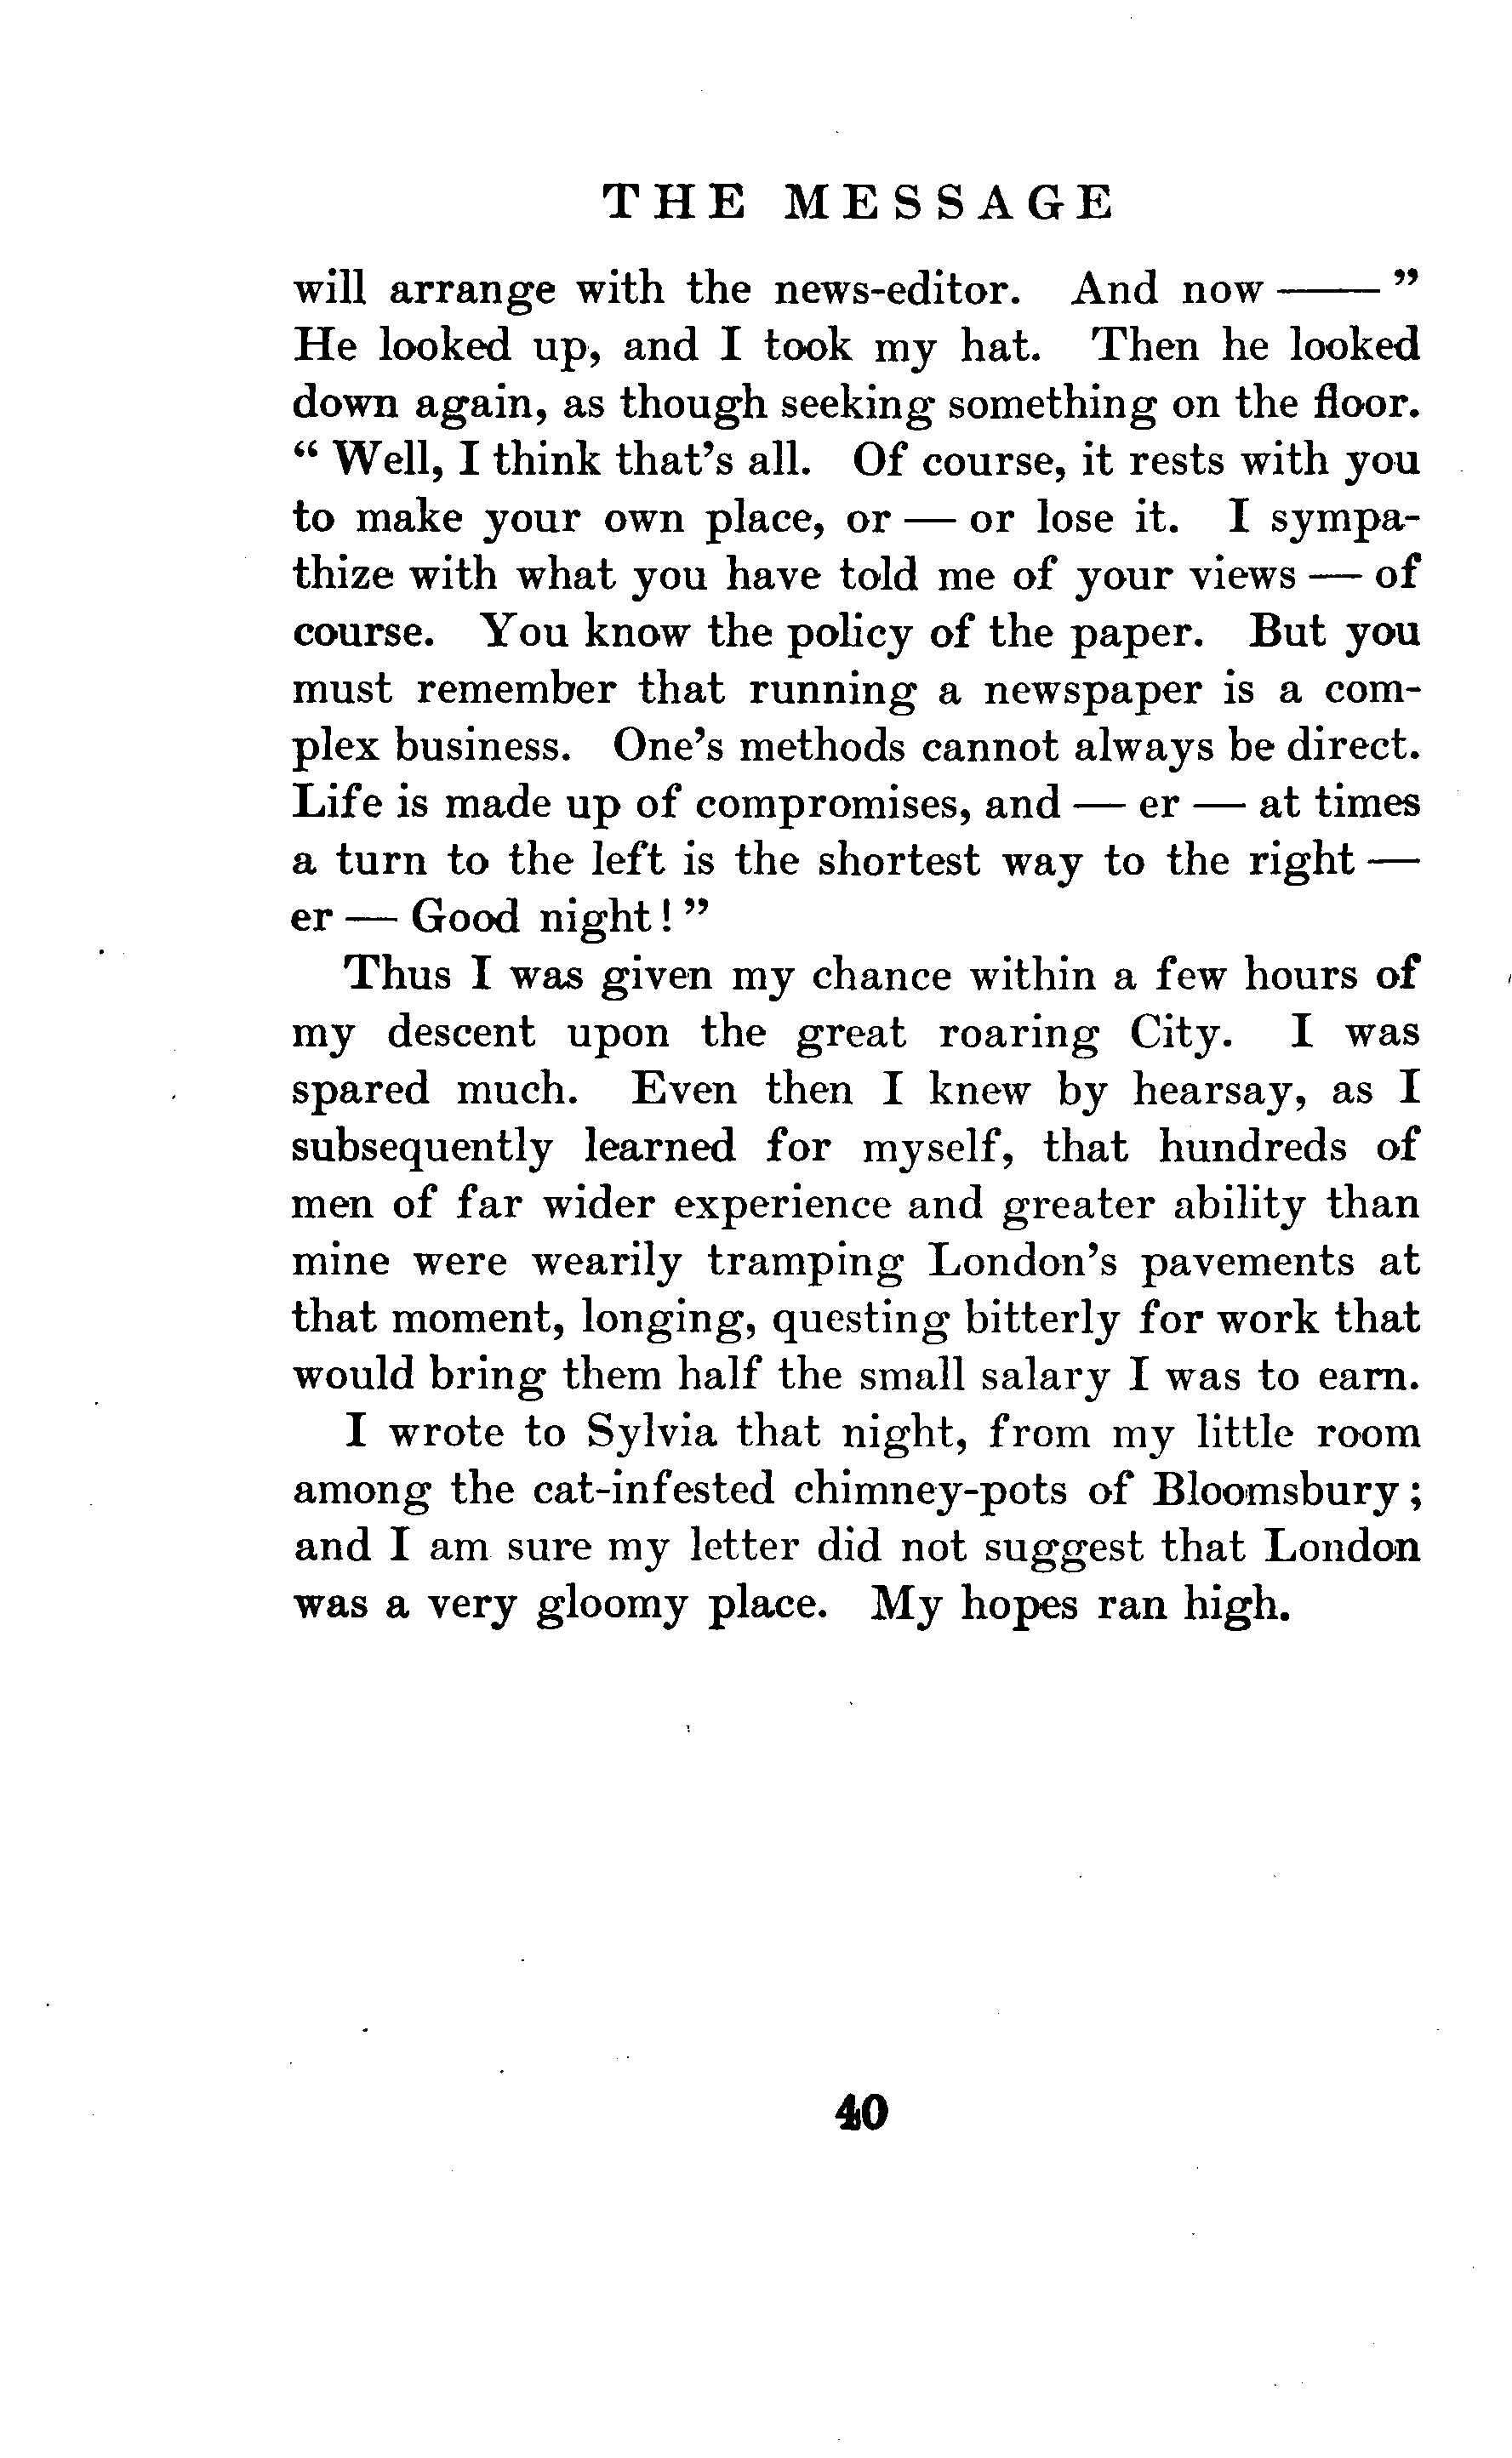 THE MESSAGE
will arrange with the news-editor. And now —— ”
He looked up, and I took my hat. Then he looked
down again, as though seeking something on the floor.
“ Well, I think that’s all. Of course, it rests with you
to make your own place, or — or lose it. I sympa-
thize with what you have told me of your views — of
course. You know the policy of the paper. But you
must remember that running a newspaper is a com-
plex business. One’s methods cannot always be direct.
Life is made up of compromises, and — er — at times
a turn to the left is the shortest way to the right —
er — Good night! ”
Thus I was given my chance within a few hours of
my descent upon the great roaring City. I was
spared much. Even then I knew by hearsay, as I
subsequently learned for myself, that hundreds of
men of far wider experience and greater ability than
mine were wearily tramping London’s pavements at
that moment, longing, questing bitterly for work that
would bring them half the small salary I was to earn.
I wrote to Sylvia that night, from my little room
among the cat-infested chimney-pots of Bloomsbury;
and I am sure my letter did not suggest that London
was a very gloomy place. My hopes ran high.
40